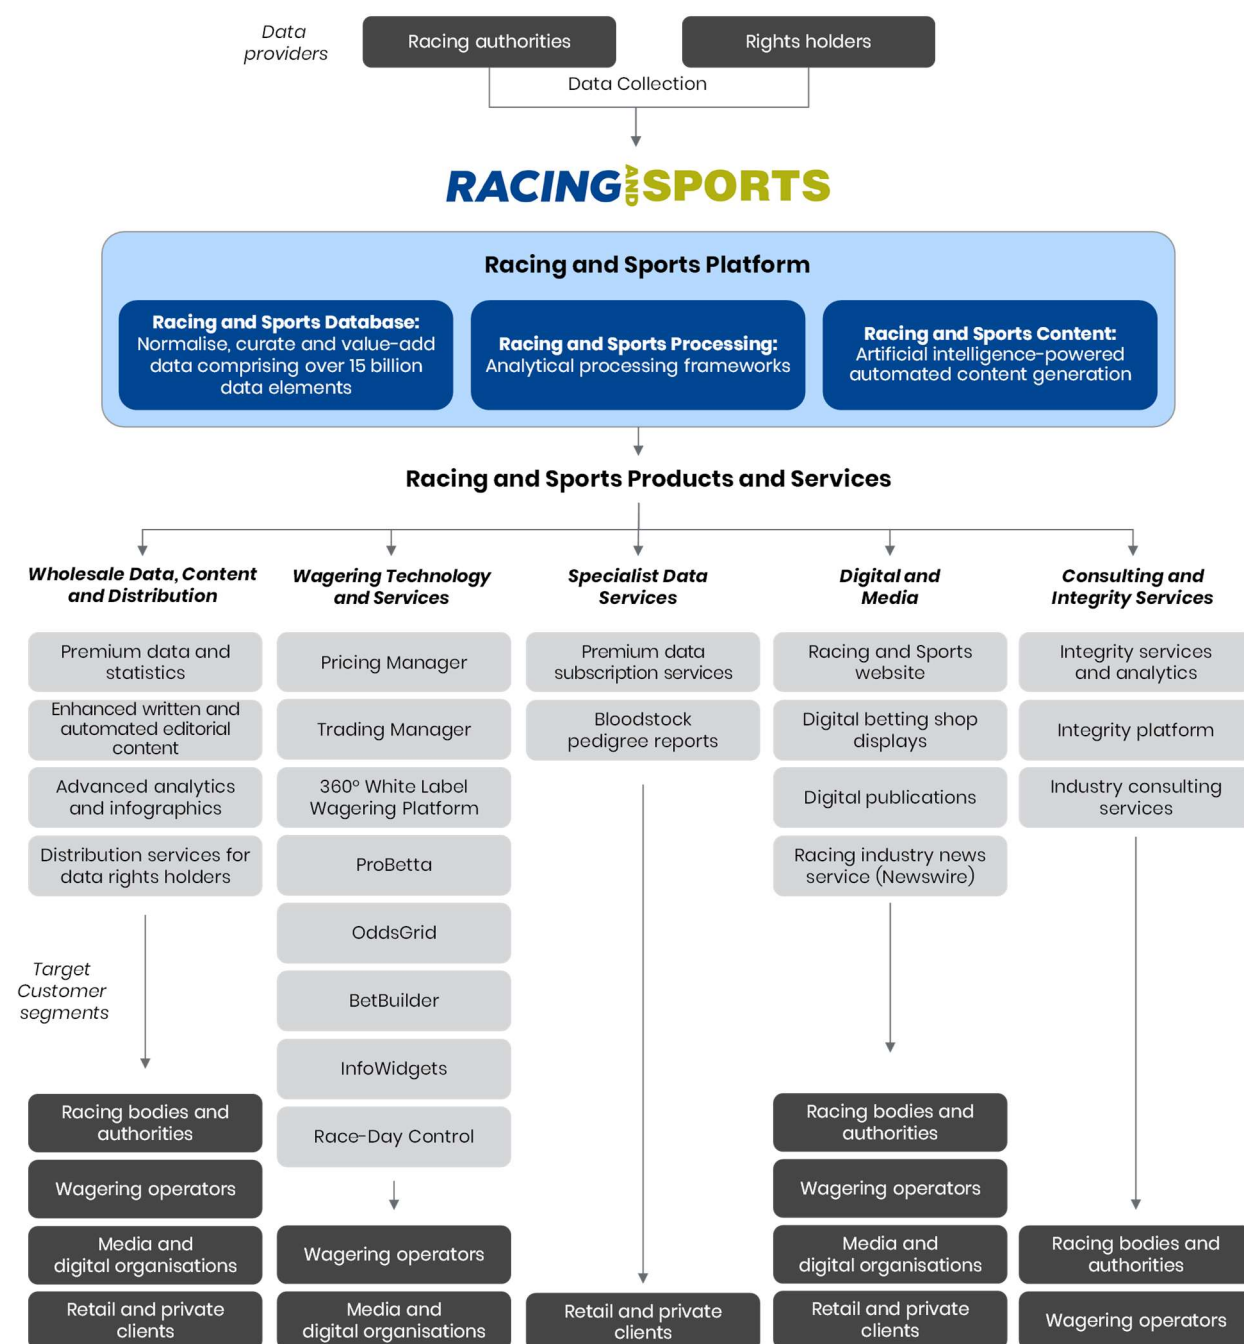 Data
providers
Racing authorities
Rights holders
Data Collection
RACING AND SPORTS
Racing and Sports Platform
Racing and Sports Database:
Normalise, curate and value-add
data comprising over 15 billion
data elements
Racing and Sports Processing:
Analytical processing frameworks
Racing and Sports Content:
Artificial intelligence-powered
automated content generation
Racing and Sports Products and Services
Wholesale Data, Content
and Distribution
Premium data and
statistics
Enhanced written and
automated editorial
content
Advanced analytics
and infographics
Distribution services for
data rights holders
Wagering Technology
and Services
Pricing Manager
Trading Manager
360° White Label
Wagering Platform
ProBetta
OddsGrid
BetBuilder
InfoWidgets
Race-Day Control
Specialist Data
Services
Premium data
subscription services
Bloodstock
pedigree reports
Digital and
Media
Racing and Sports
website
Digital betting shop
displays
Digital publications
Racing industry news
service (Newswire)
Consulting and
Integrity Services
Integrity services
and analytics
Integrity platform
Industry consulting
services
Target
Customer
segments
Racing bodies and
authorities
Wagering operators
Media and
digital organisations
Retail and private
clients
Wagering operators
Media and
digital organisations
Retail and private
clients
Racing bodies and
authorities
Wagering operators
Media and
digital organisations
Retail and private
clients
Racing bodies and
authorities
Wagering operators